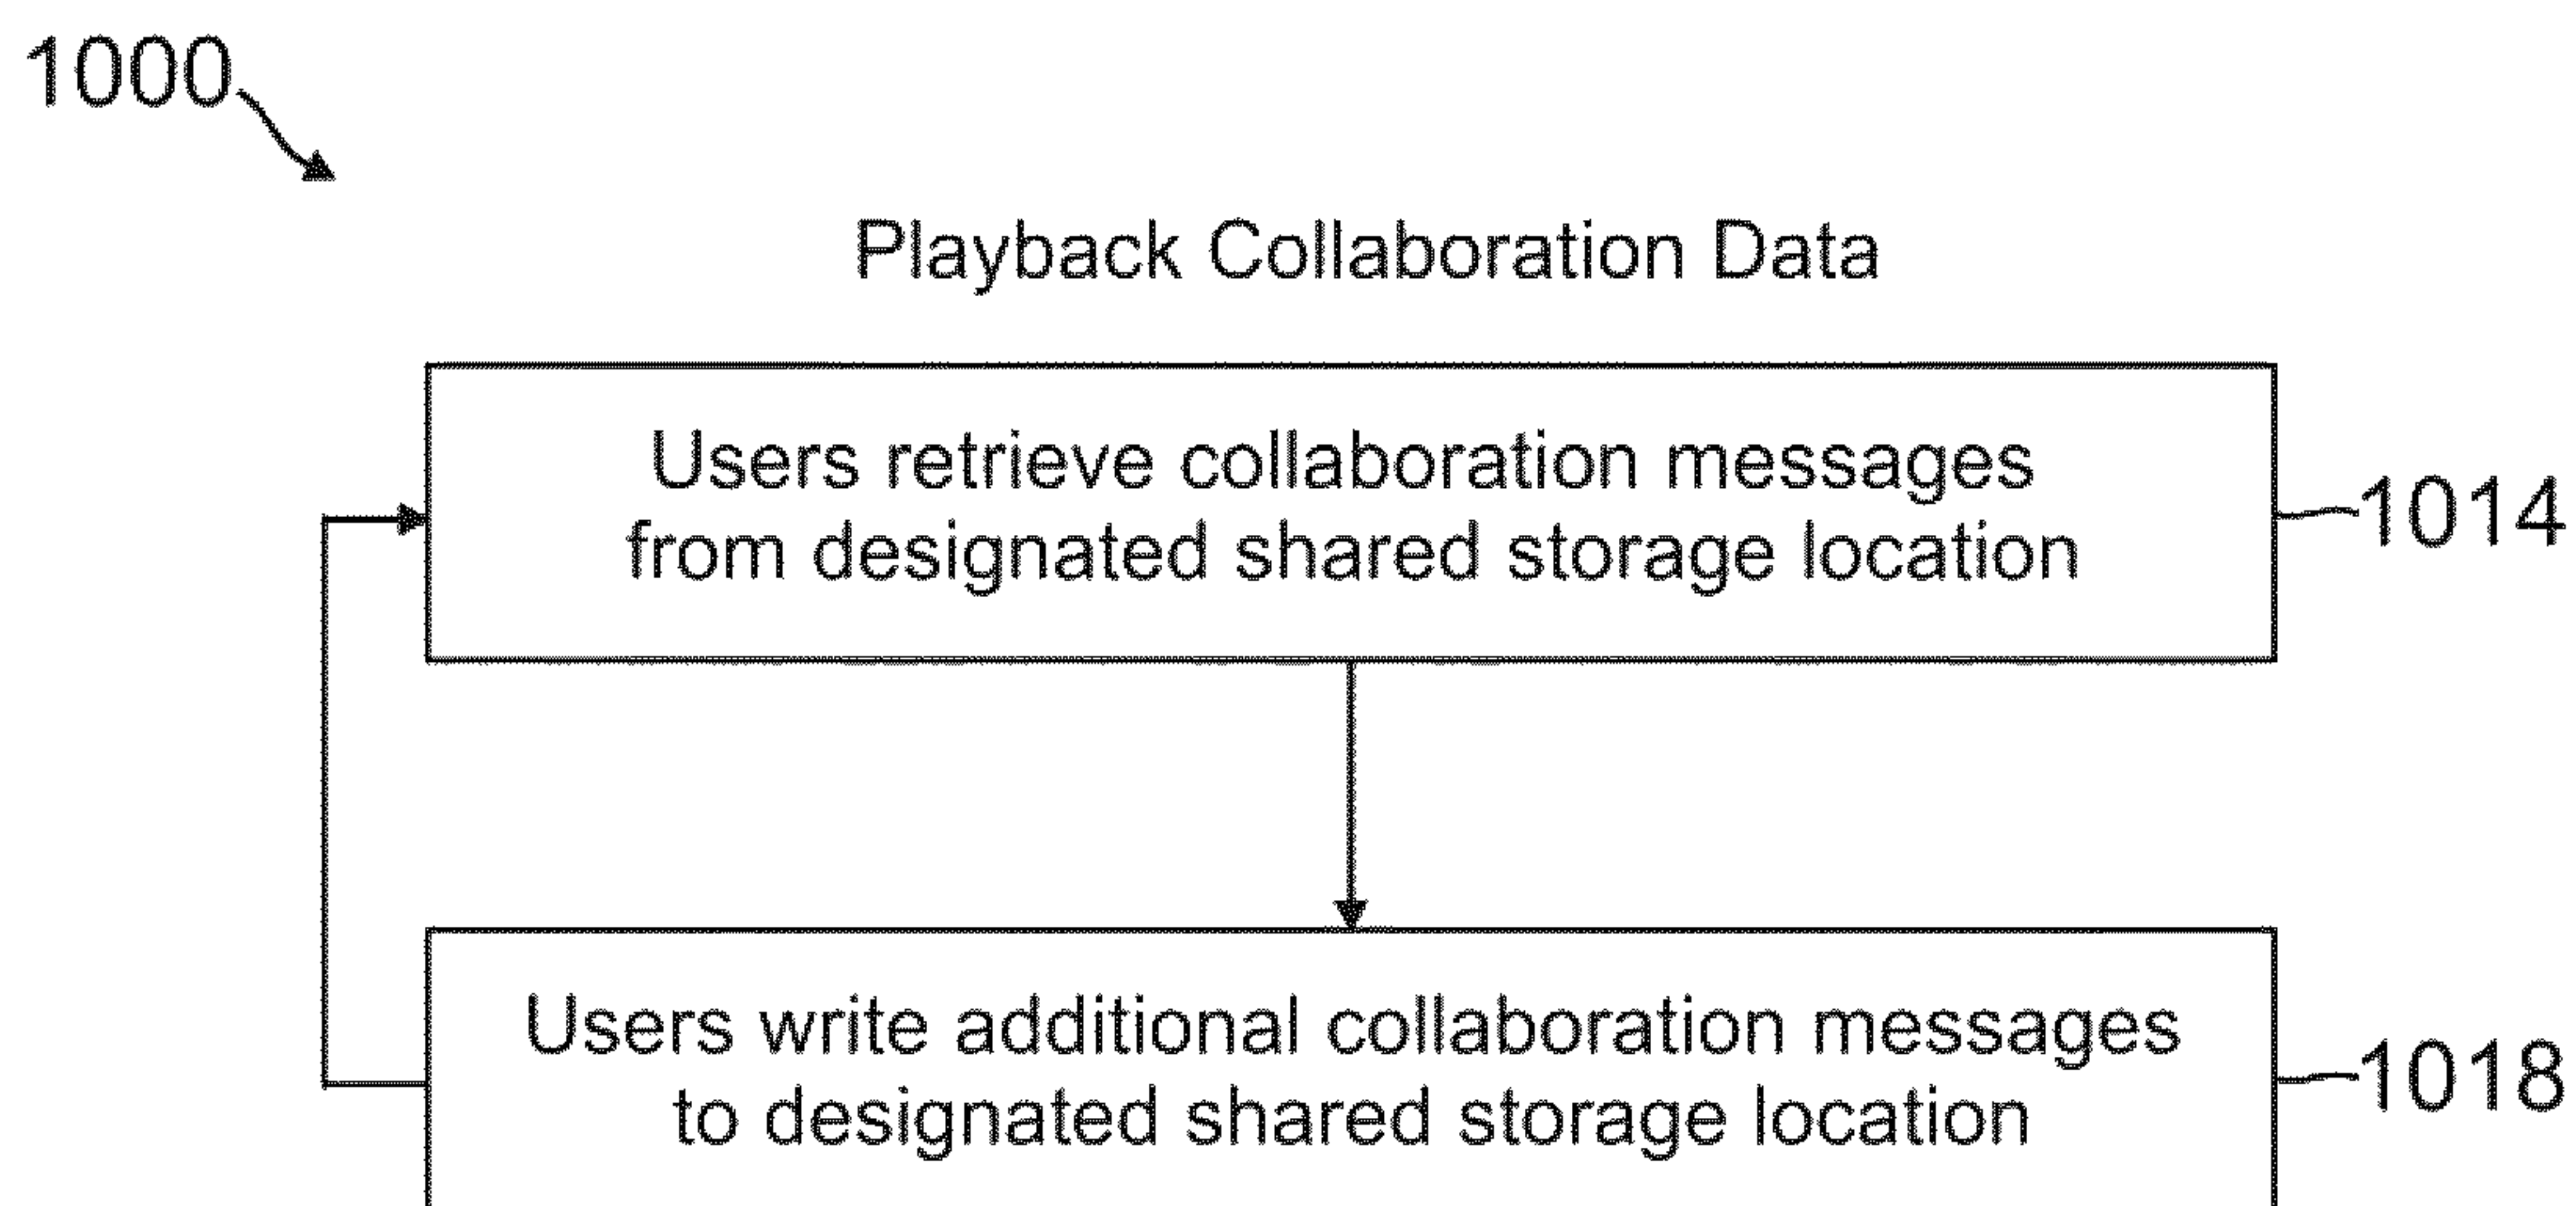 1000
Playback Collaboration Data
Users retrieve collaboration messages
from designated shared storage location
1014
Users write additional collaboration messages
to designated shared storage location
1018